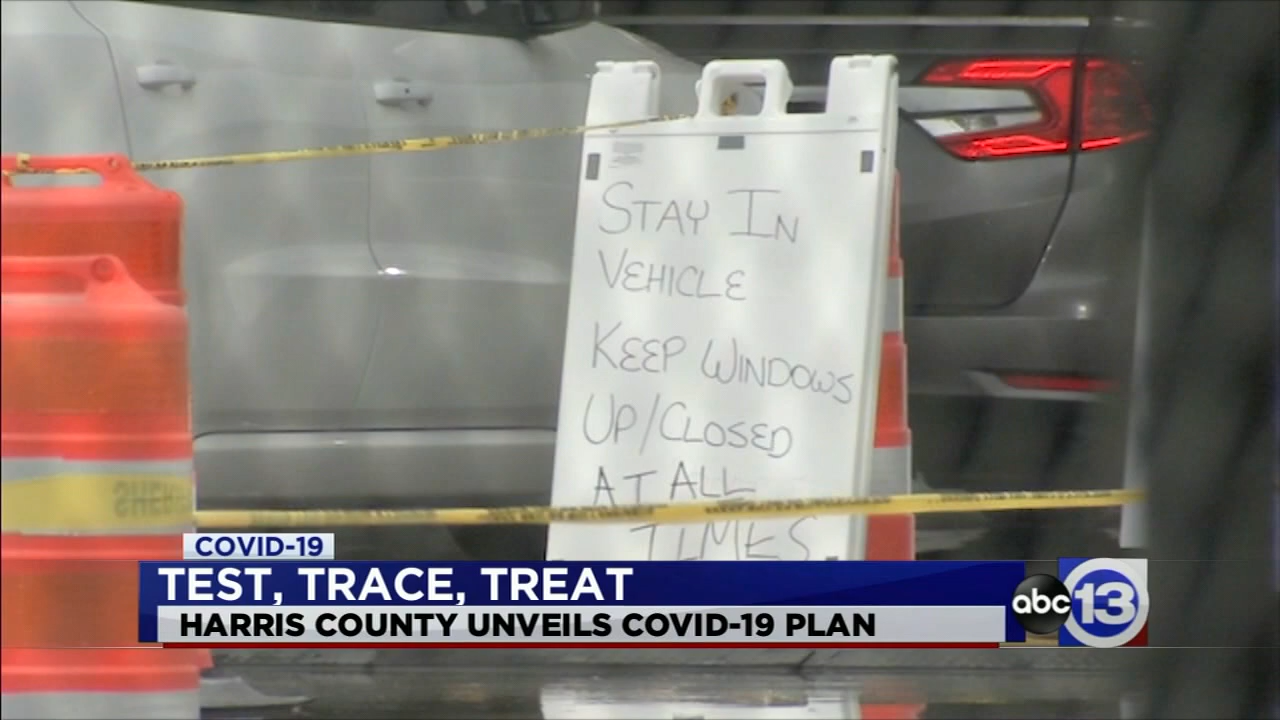 STAY IN
VEHICLE
KEEP WINDOWS
UP/CLOSED
AT ALL
TIMES
COVID-19
TEST, TRACE, TREAT
HARRIS COUNTY UNVEILS COVID-19 PLAN
abc 13